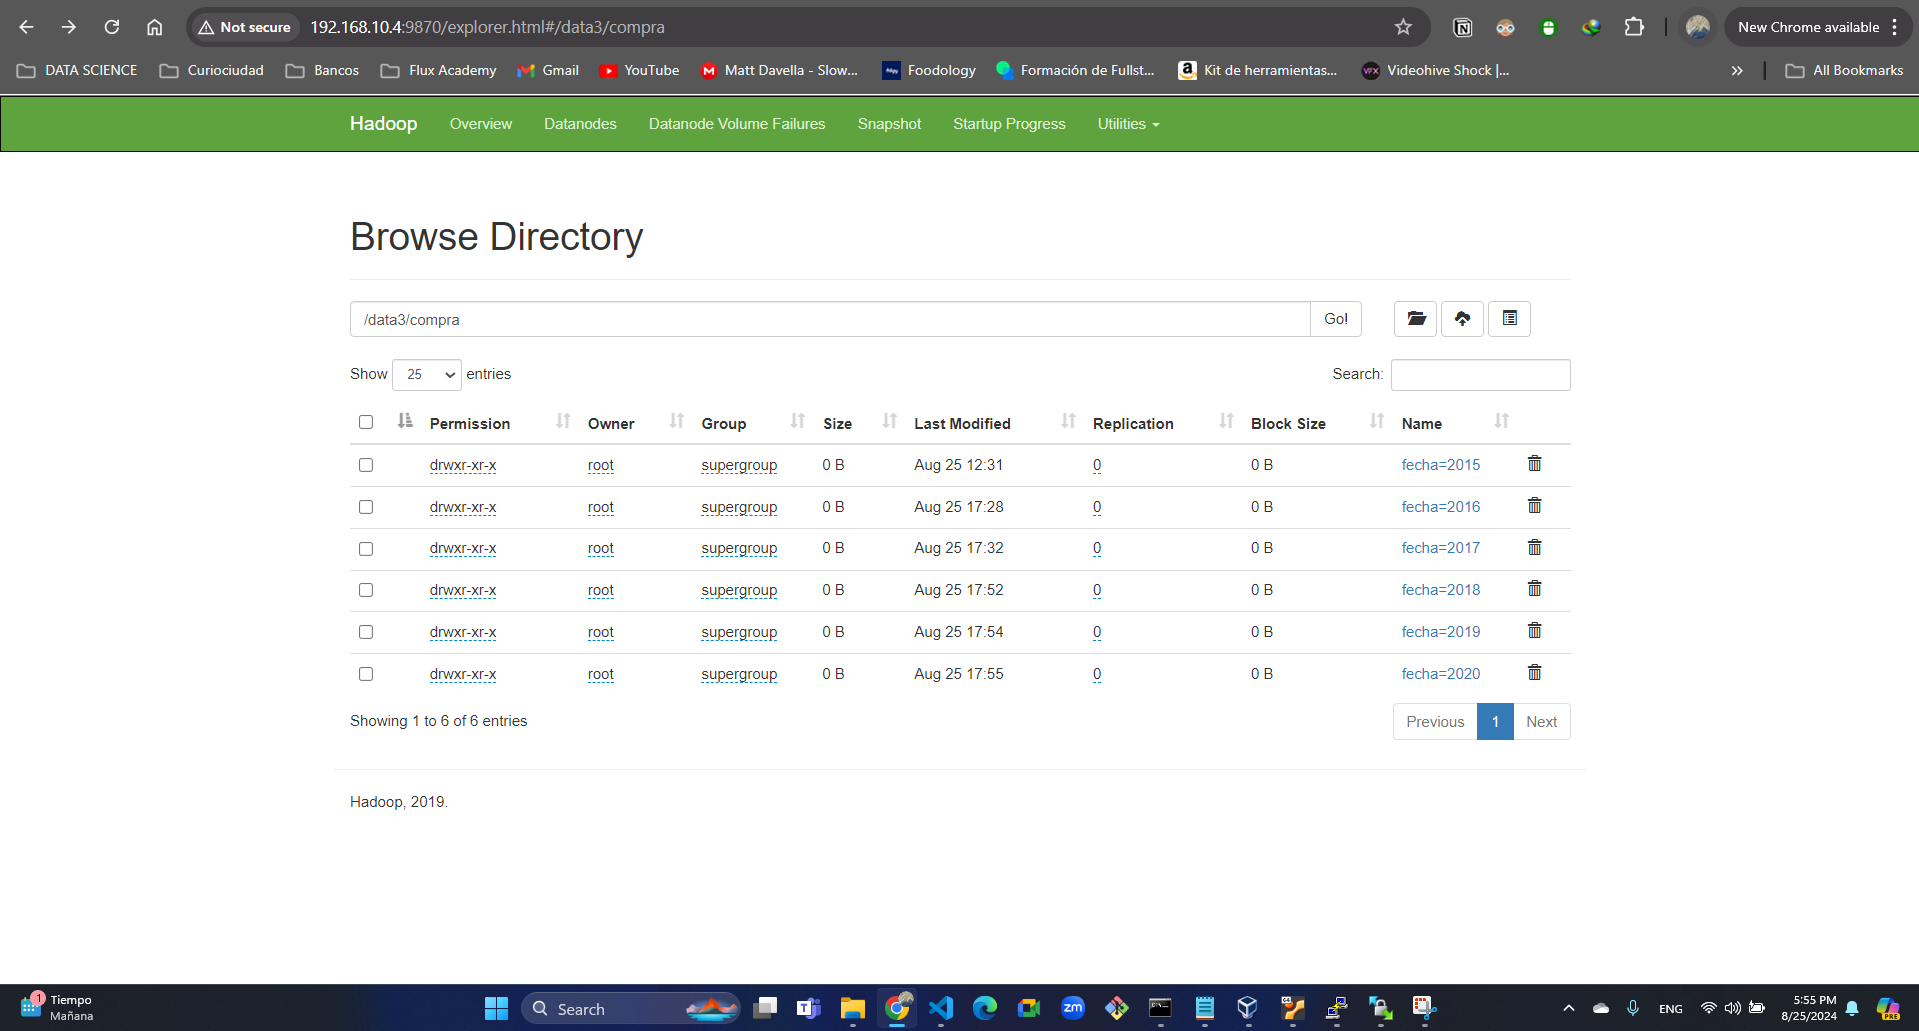 Not secure 192.168.10.4:9870/explorer.html#/data3/compra New Chrome available
DATA SCIENCE Curiociudad Bancos Flux Academy Gmail YouTube Matt Davella - Slow... Foodology Formación de Fullst... Kit de herramientas... Videohive Shock |... » All Bookmarks
Hadoop Overview Datanodes Datanode Volume Failures Snapshot Startup Progress Utilities
Browse Directory
/data3/compra Go!
Show 25 entries Search:
Permission Owner Group Size Last Modified Replication Block Size Name
drwxr-xr-x root supergroup 0 B Aug 25 12:31 0 0 B fecha=2015
drwxr-xr-x root supergroup 0 B Aug 25 17:28 0 0 B fecha=2016
drwxr-xr-x root supergroup 0 B Aug 25 17:32 0 0 B fecha=2017
drwxr-xr-x root supergroup 0 B Aug 25 17:52 0 0 B fecha=2018
drwxr-xr-x root supergroup 0 B Aug 25 17:54 0 0 B fecha=2019
drwxr-xr-x root supergroup 0 B Aug 25 17:55 0 0 B fecha=2020
Showing 1 to 6 of 6 entries Previous 1 Next
Hadoop, 2019.
1 Tiempo
Mañana
Search zm ENG
5:55 PM
8/25/2024
PRE